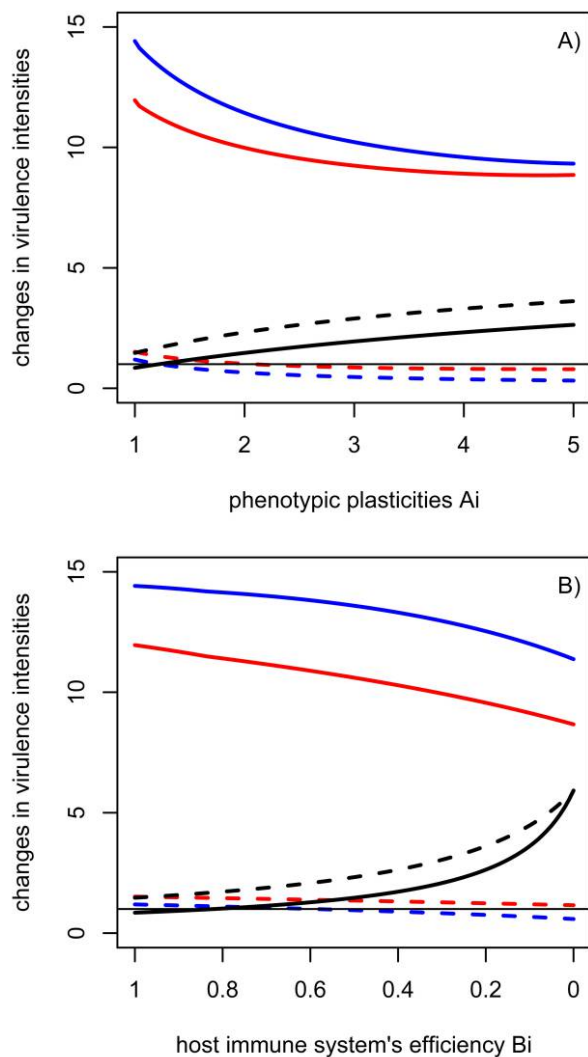 A)
changes in virulence intensities
15
10
5
0
1 2 3 4 5
phenotypic plasticities Ai
B)
changes in virulence intensities
15
10
5
0
1 0.8 0.6 0.4 0.2 0
host immune system's efficiency Bi